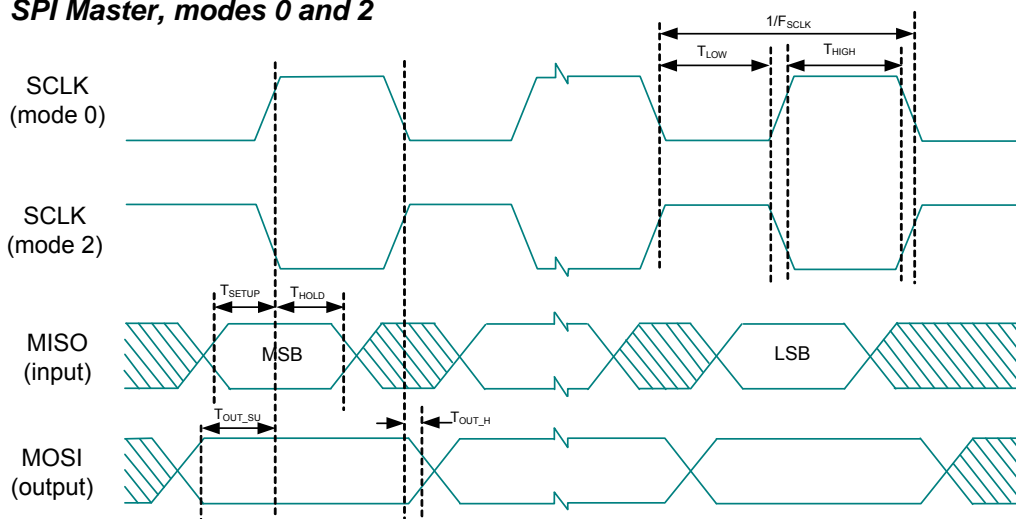 SPI Master, modes 0 and 2
1/FSCLK
TLOW
THIGH
SCLK
(mode 0)
SCLK
(mode 2)
TSETUP
THOLD
MISO
(input)
MSB
LSB
TOUT_SU
TOUT_H
MOSI
(output)